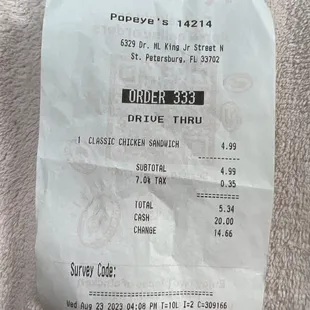 Popeye's 14214
6329 Dr. ML King Jr Street N
St. Petersburg, FL 33702
ORDER 333
DRIVE THRU
1 CLASSIC CHICKEN SANDWICH 4.99
SUBTOTAL 4.99
7.0% TAX 0.35
TOTAL 5.34
CASH 20.00
CHANGE 14.66
Survey Code:
Wed Aug 23 2023 04:08 PM T=10L I=2 C=309166